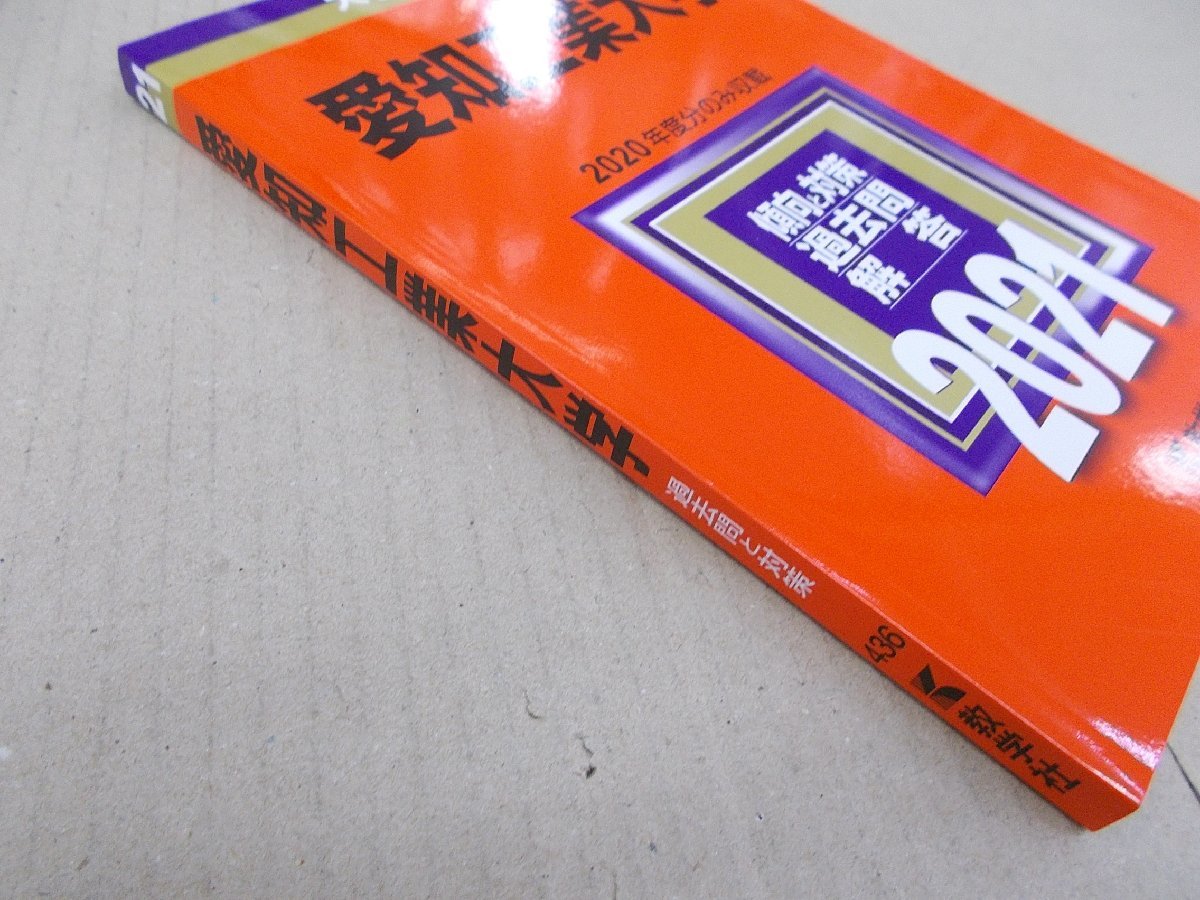 愛知工業大学
2020年度分のみ収載
傾向と対策
過去問
解答
2021
21
愛知工業大学
過去問と対策
436
教学社